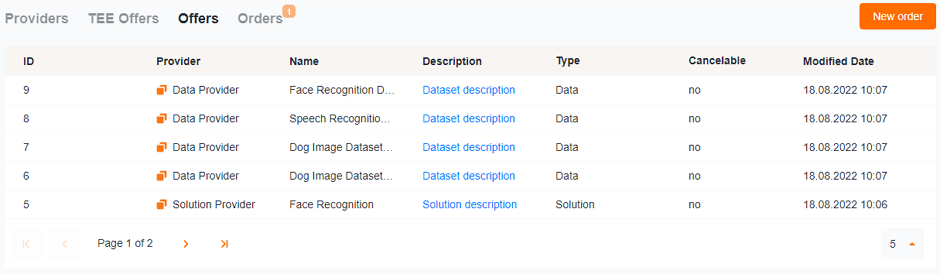 Providers TEE Offers Offers Orders 1 New order
ID Provider Name Description Type Cancelable Modified Date
9 Data Provider Face Recognition D... Dataset description Data no 18.08.2022 10:07
8 Data Provider Speech Recognitio... Dataset description Data no 18.08.2022 10:07
7 Data Provider Dog Image Dataset... Dataset description Data no 18.08.2022 10:07
6 Data Provider Dog Image Dataset... Dataset description Data no 18.08.2022 10:07
5 Solution Provider Face Recognition Solution description Solution no 18.08.2022 10:06
Page 1 of 2 5